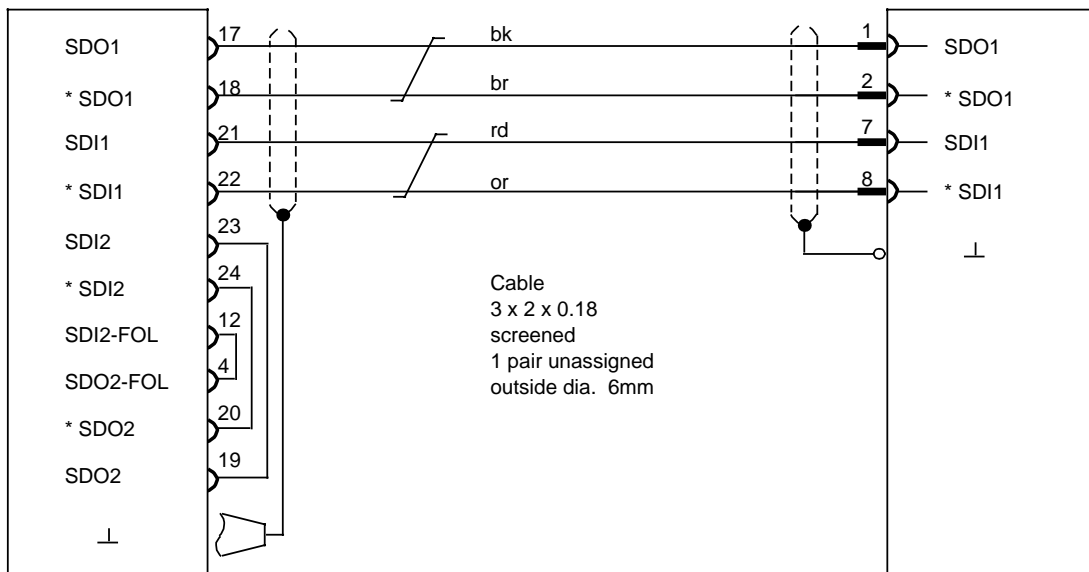 SDO1 17 bk 1 SDO1
* SDO1 18 br 2 * SDO1
SDI1 21 rd 7 SDI1
* SDI1 22 or 8 * SDI1
SDI2 23
* SDI2 24
SDI2-FOL 12
SDO2-FOL 4
* SDO2 20
SDO2 19
Cable
3 x 2 x 0.18
screened
1 pair unassigned
outside dia. 6mm